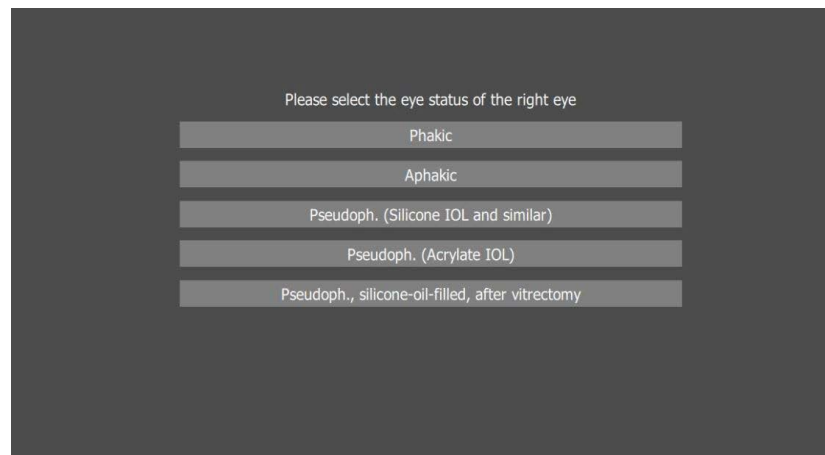 Please select the eye status of the right eye
Phakic
Aphakic
Pseudoph. (Silicone IOL and similar)
Pseudoph. (Acrylate IOL)
Pseudoph., silicone-oil-filled, after vitrectomy